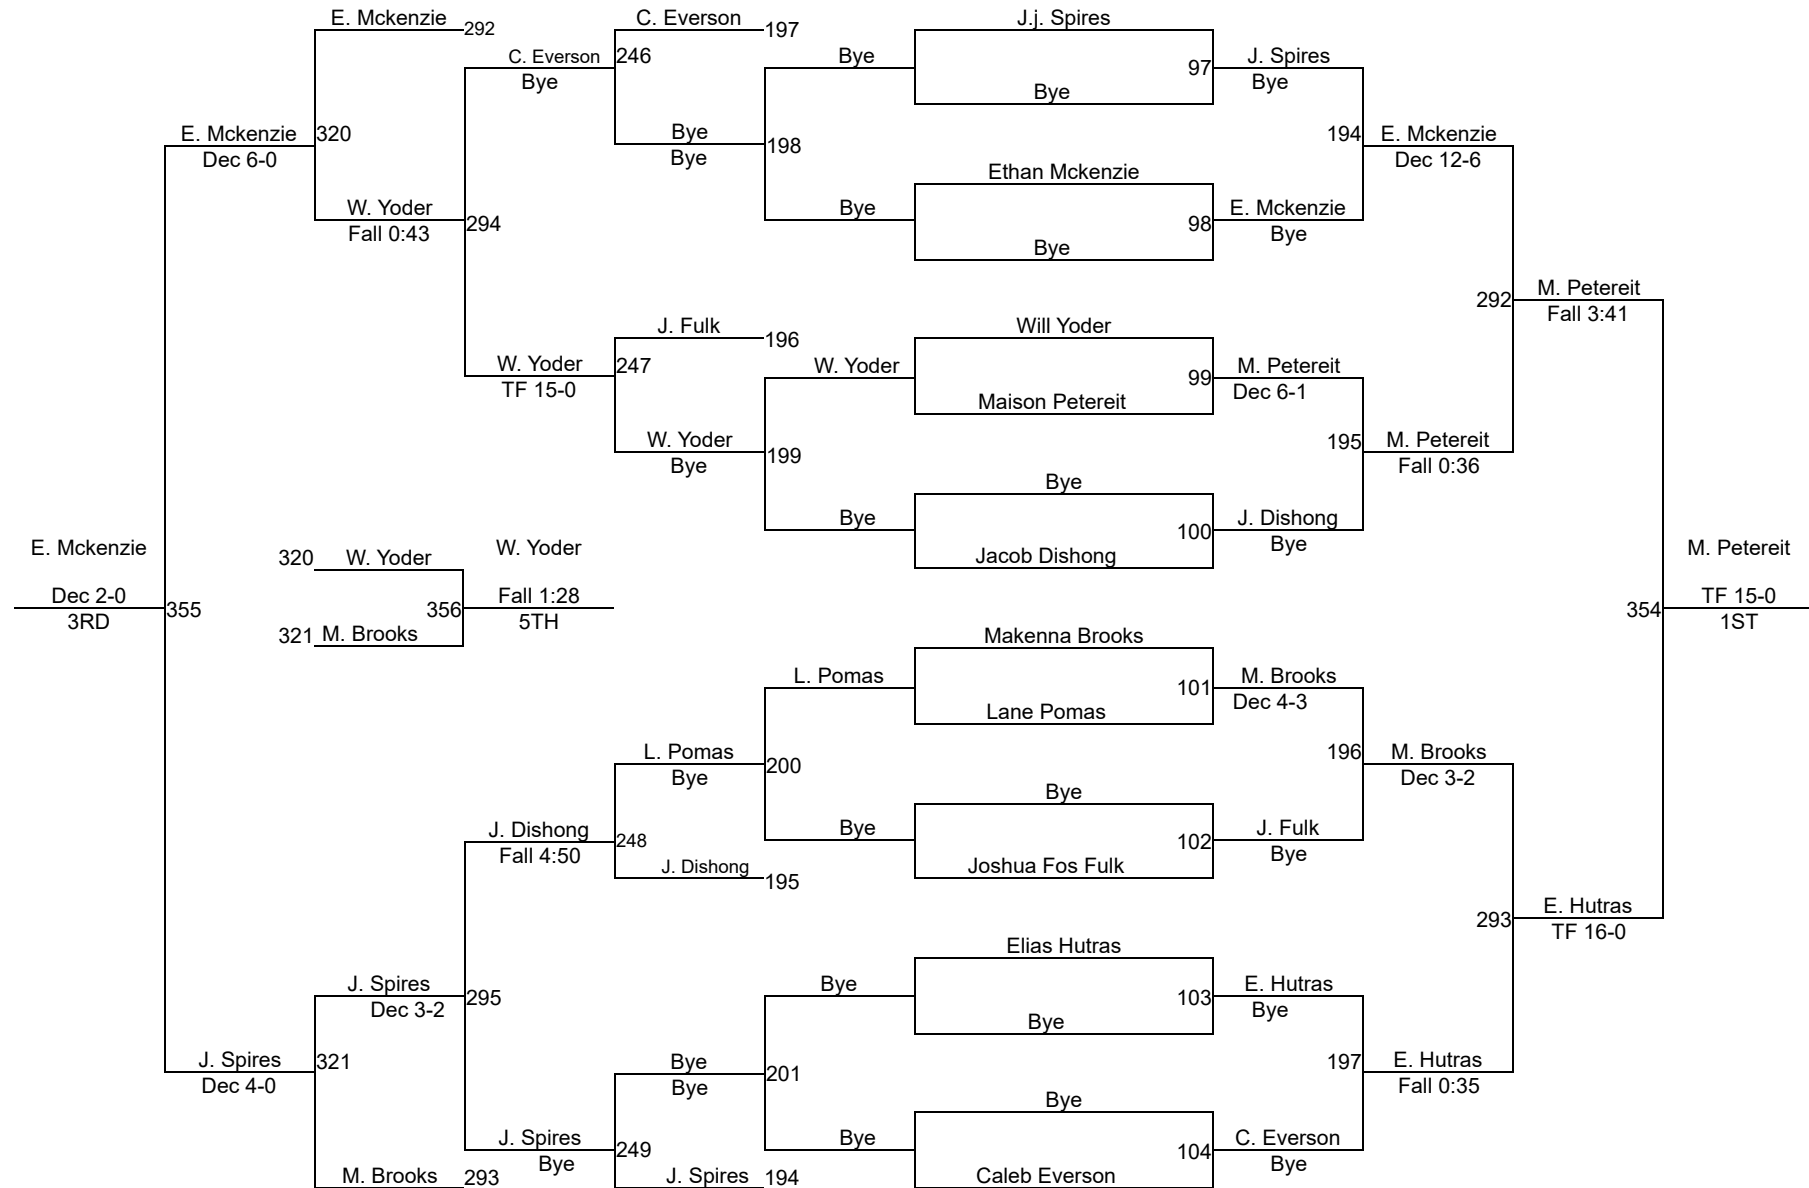 E. Mckenzie 292
C. Everson 197
J.j. Spires
C. Everson 246
Bye
Bye
97 J. Spires
Bye
Bye
E. Mckenzie 320
Dec 6-0
Bye
Bye
198
194 E. Mckenzie
Dec 12-6
Ethan Mckenzie
W. Yoder
Fall 0:43
294
Bye
98 E. Mckenzie
Bye
Bye
292 M. Petereit
Fall 3:41
J. Fulk 196
Will Yoder
W. Yoder 247
TF 15-0
W. Yoder
99 M. Petereit
Dec 6-1
Maison Petereit
W. Yoder
Bye
199
195 M. Petereit
Fall 0:36
Bye
Bye
100 J. Dishong
Bye
Jacob Dishong
E. Mckenzie
Dec 2-0
3RD
355
320 W. Yoder
321 M. Brooks
356
W. Yoder
Fall 1:28
5TH
354
M. Petereit
TF 15-0
1ST
Makenna Brooks
L. Pomas
101 M. Brooks
Dec 4-3
Lane Pomas
L. Pomas
Bye
200
196 M. Brooks
Dec 3-2
Bye
J. Dishong 248
Fall 4:50
Bye
102 J. Fulk
Bye
J. Dishong 195
Joshua Fos Fulk
293 E. Hutras
TF 16-0
Elias Hutras
J. Spires
Dec 3-2
295
Bye
103 E. Hutras
Bye
Bye
J. Spires 321
Dec 4-0
Bye
Bye
201
197 E. Hutras
Fall 0:35
Bye
J. Spires
Bye
249
Bye
104 C. Everson
Bye
M. Brooks 293
J. Spires 194
Caleb Everson